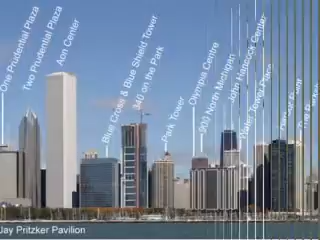 One Prudential Plaza
Two Prudential Plaza
Aon Center
Blue Cross & Blue Shield Tower
340 on the Park
Park Tower
Olympia Centre
900 North Michigan
John Hancock Center
Water Tower Place
Jay Pritzker Pavilion